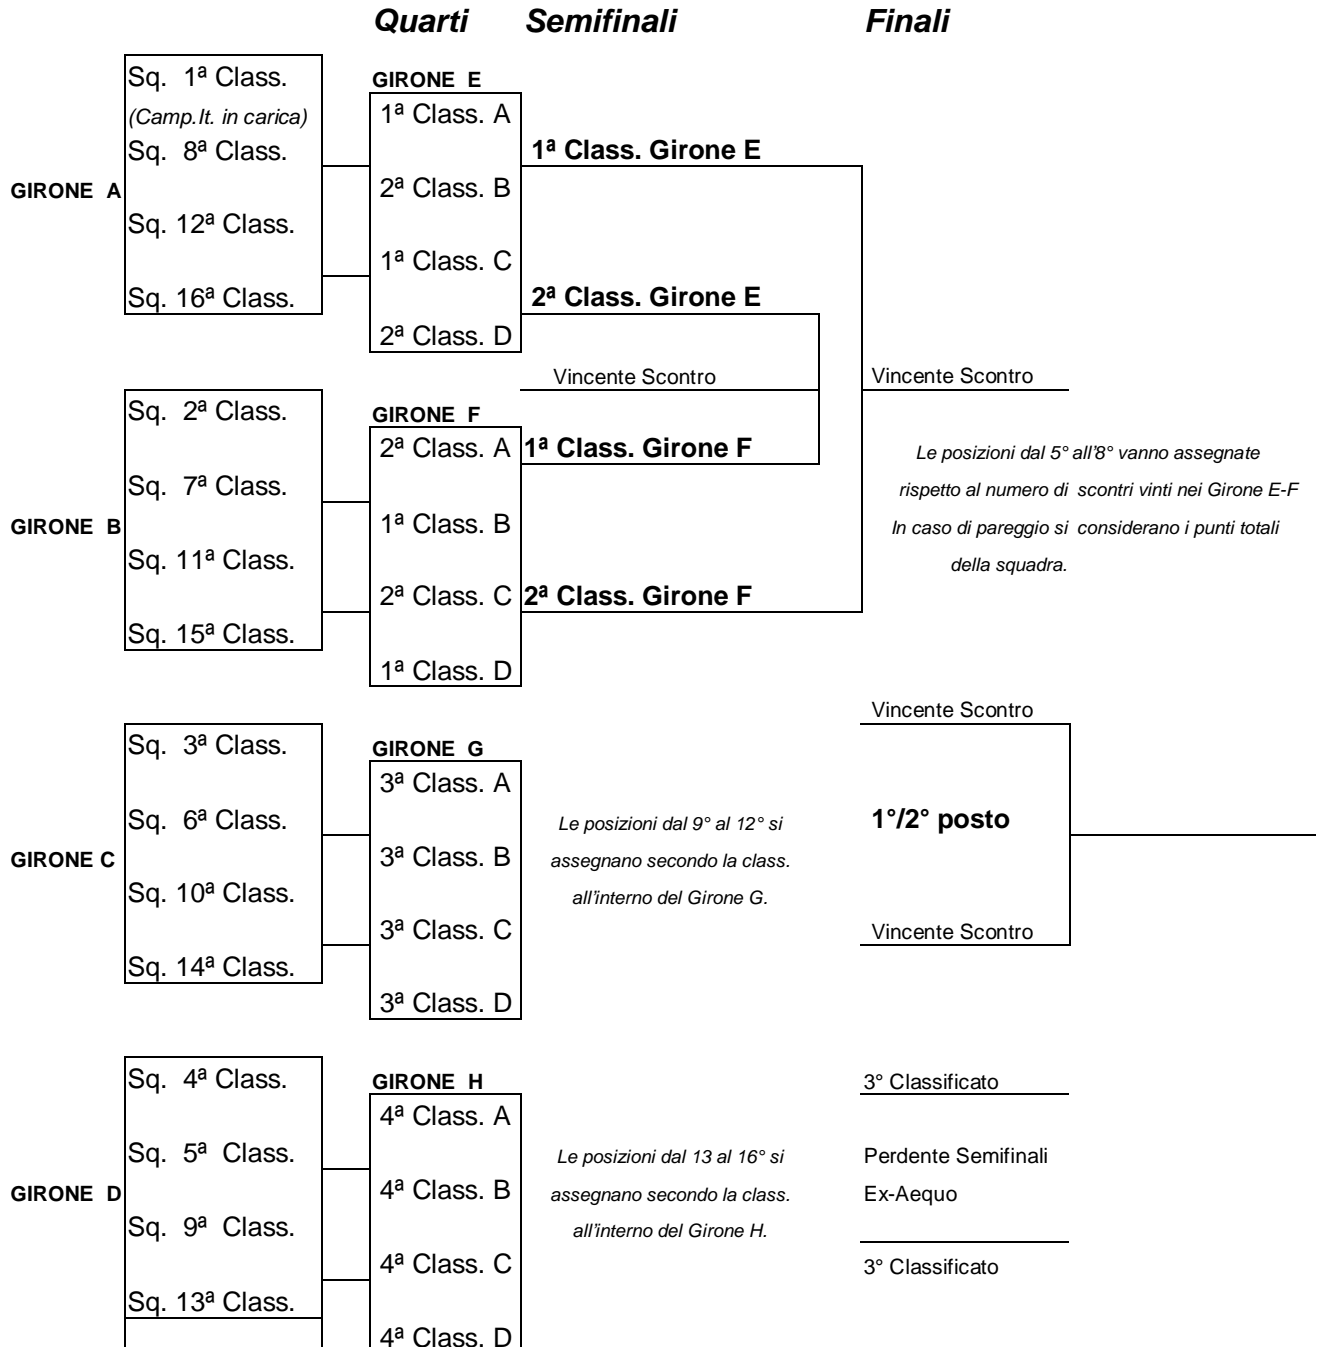 Quarti Semifinali Finali
Sq. 1ª Class.
(Camp.It. in carica)
Sq. 8ª Class.
GIRONE A
Sq. 12ª Class.
Sq. 16ª Class.
GIRONE E
1ª Class. A
2ª Class. B
1ª Class. C
2ª Class. D
1ª Class. Girone E
2ª Class. Girone E
Vincente Scontro
Vincente Scontro
Sq. 2ª Class.
Sq. 7ª Class.
GIRONE B
Sq. 11ª Class.
Sq. 15ª Class.
GIRONE F
2ª Class. A
1ª Class. B
2ª Class. C
1ª Class. D
1ª Class. Girone F
2ª Class. Girone F
Le posizioni dal 5° all'8° vanno assegnate
rispetto al numero di scontri vinti nei Girone E-F
In caso di pareggio si considerano i punti totali
della squadra.
Sq. 3ª Class.
Sq. 6ª Class.
GIRONE C
Sq. 10ª Class.
Sq. 14ª Class.
GIRONE G
3ª Class. A
3ª Class. B
3ª Class. C
3ª Class. D
Le posizioni dal 9° al 12° si
assegnano secondo la class.
all'interno del Girone G.
Vincente Scontro
1°/2° posto
Vincente Scontro
Sq. 4ª Class.
Sq. 5ª Class.
GIRONE D
Sq. 9ª Class.
Sq. 13ª Class.
GIRONE H
4ª Class. A
4ª Class. B
4ª Class. C
4ª Class. D
Le posizioni dal 13 al 16° si
assegnano secondo la class.
all'interno del Girone H.
3° Classificato
Perdente Semifinali
Ex-Aequo
3° Classificato